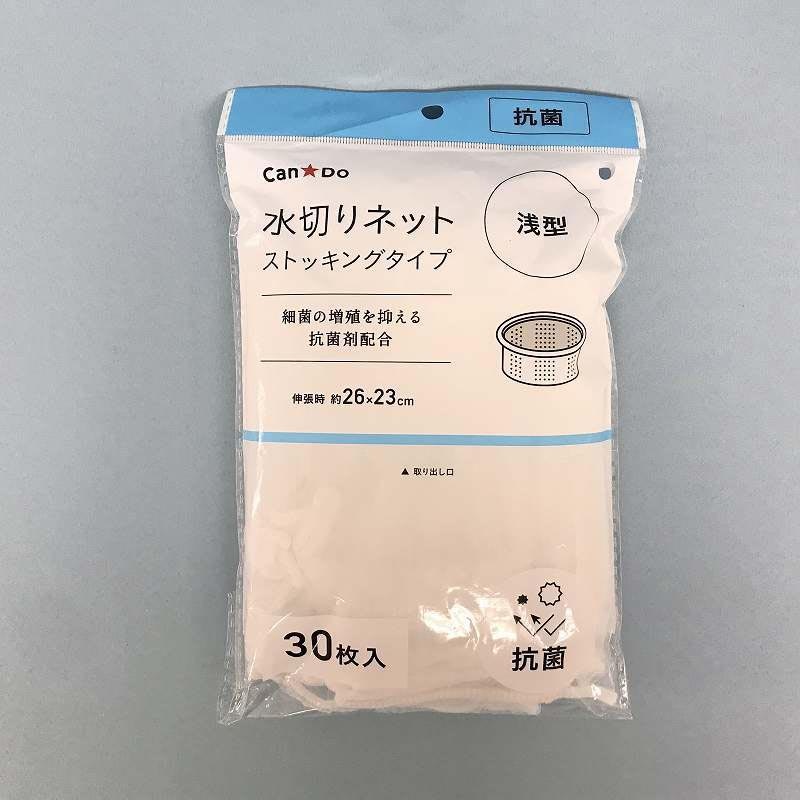 抗菌
Can★Do
水切りネット
ストッキングタイプ
浅型
細菌の増殖を抑える
抗菌剤配合
伸張時 約26×23cm
▲ 取り出し口
30枚入
抗菌